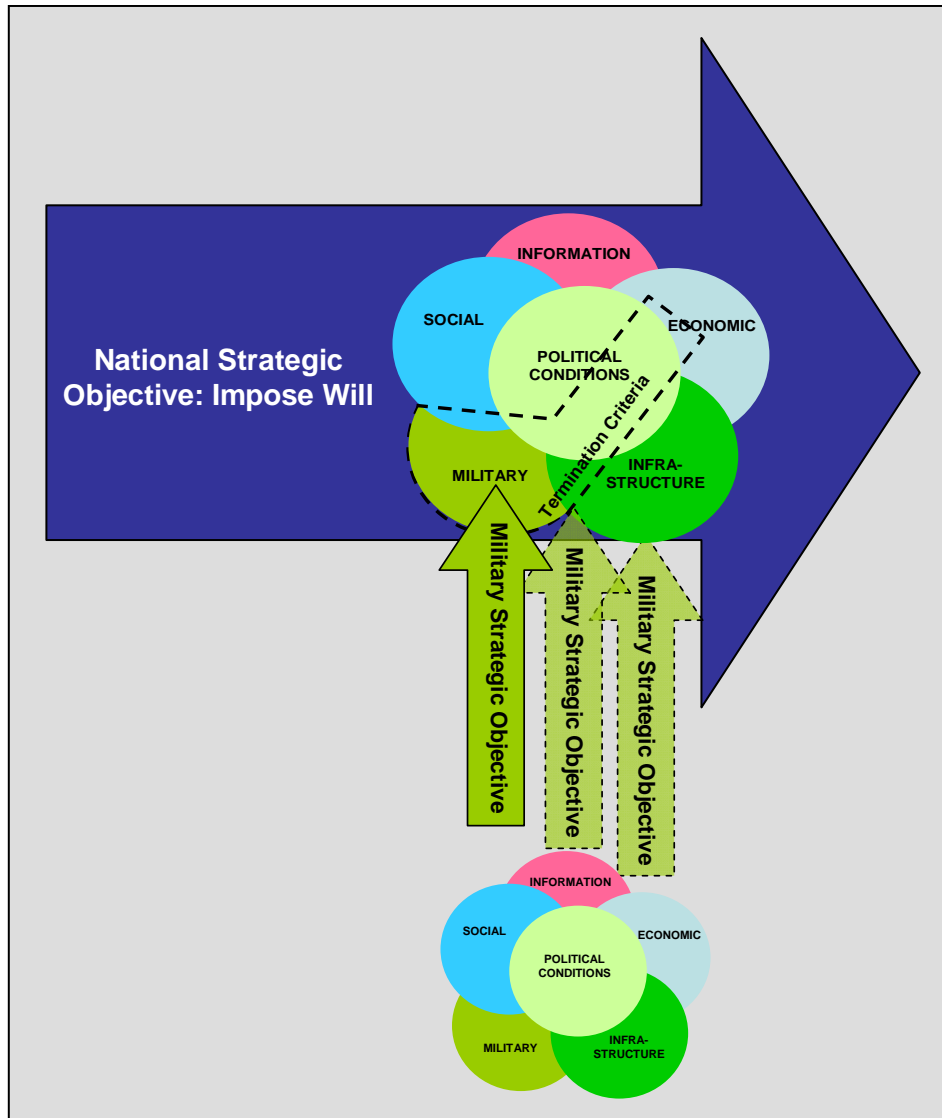 INFORMATION
SOCIAL
ECONOMIC
National Strategic
Objective: Impose Will
POLITICAL
CONDITIONS
Termination Criteria
MILITARY
INFRA-
STRUCTURE
Military Strategic Objective
Military Strategic Objective
Military Strategic Objective
INFORMATION
SOCIAL
ECONOMIC
POLITICAL
CONDITIONS
MILITARY
INFRA-
STRUCTURE